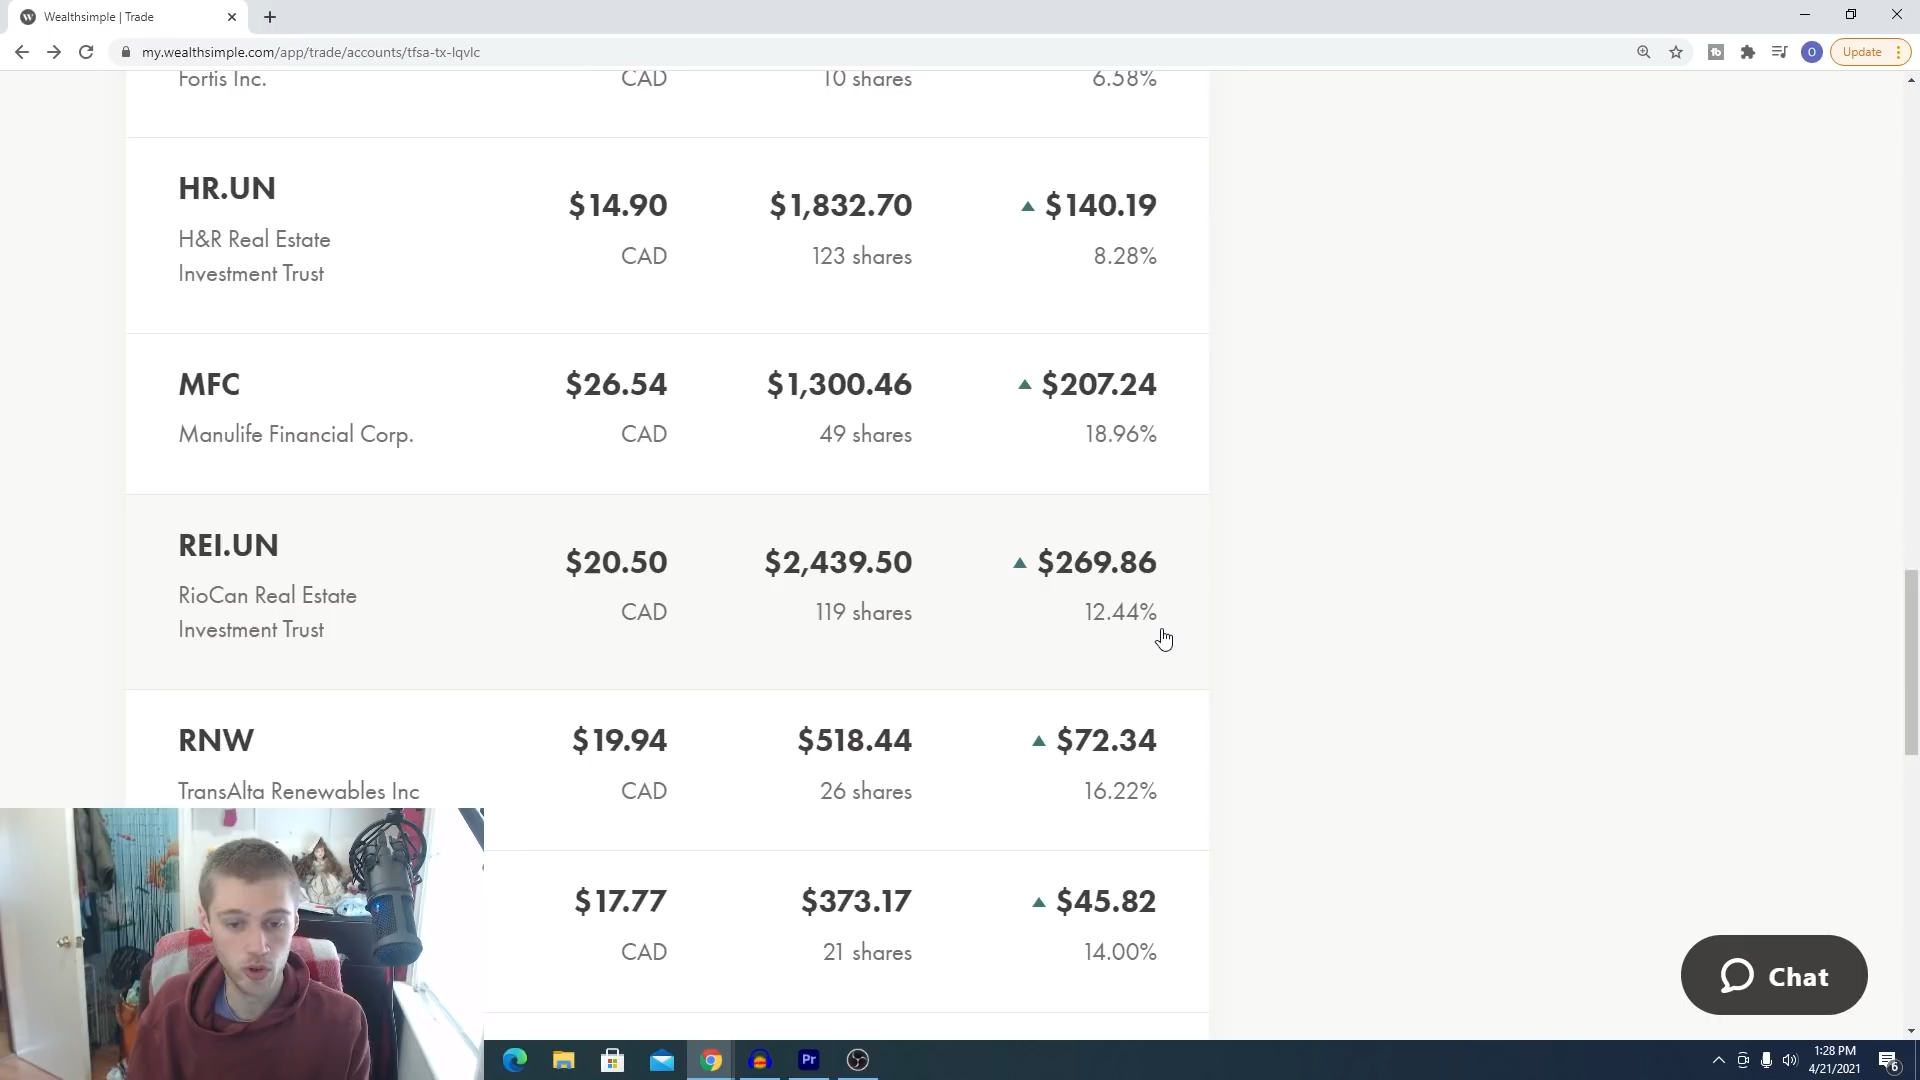 Wealthsimple | Trade
my.wealthsimple.com/app/trade/accounts/tfsa-tx-lqvlc
Update
Fortis Inc. CAD 10 shares 6.58%
HR.UN $14.90 $1,832.70 $140.19
H&R Real Estate CAD 123 shares 8.28%
Investment Trust
MFC $26.54 $1,300.46 $207.24
Manulife Financial Corp. CAD 49 shares 18.96%
REI.UN $20.50 $2,439.50 $269.86
RioCan Real Estate CAD 119 shares 12.44%
Investment Trust
RNW $19.94 $518.44 $72.34
TransAlta Renewables Inc CAD 26 shares 16.22%
$17.77 $373.17 $45.82
CAD 21 shares 14.00%
Chat
Pr
1:28 PM
4/21/2021
6